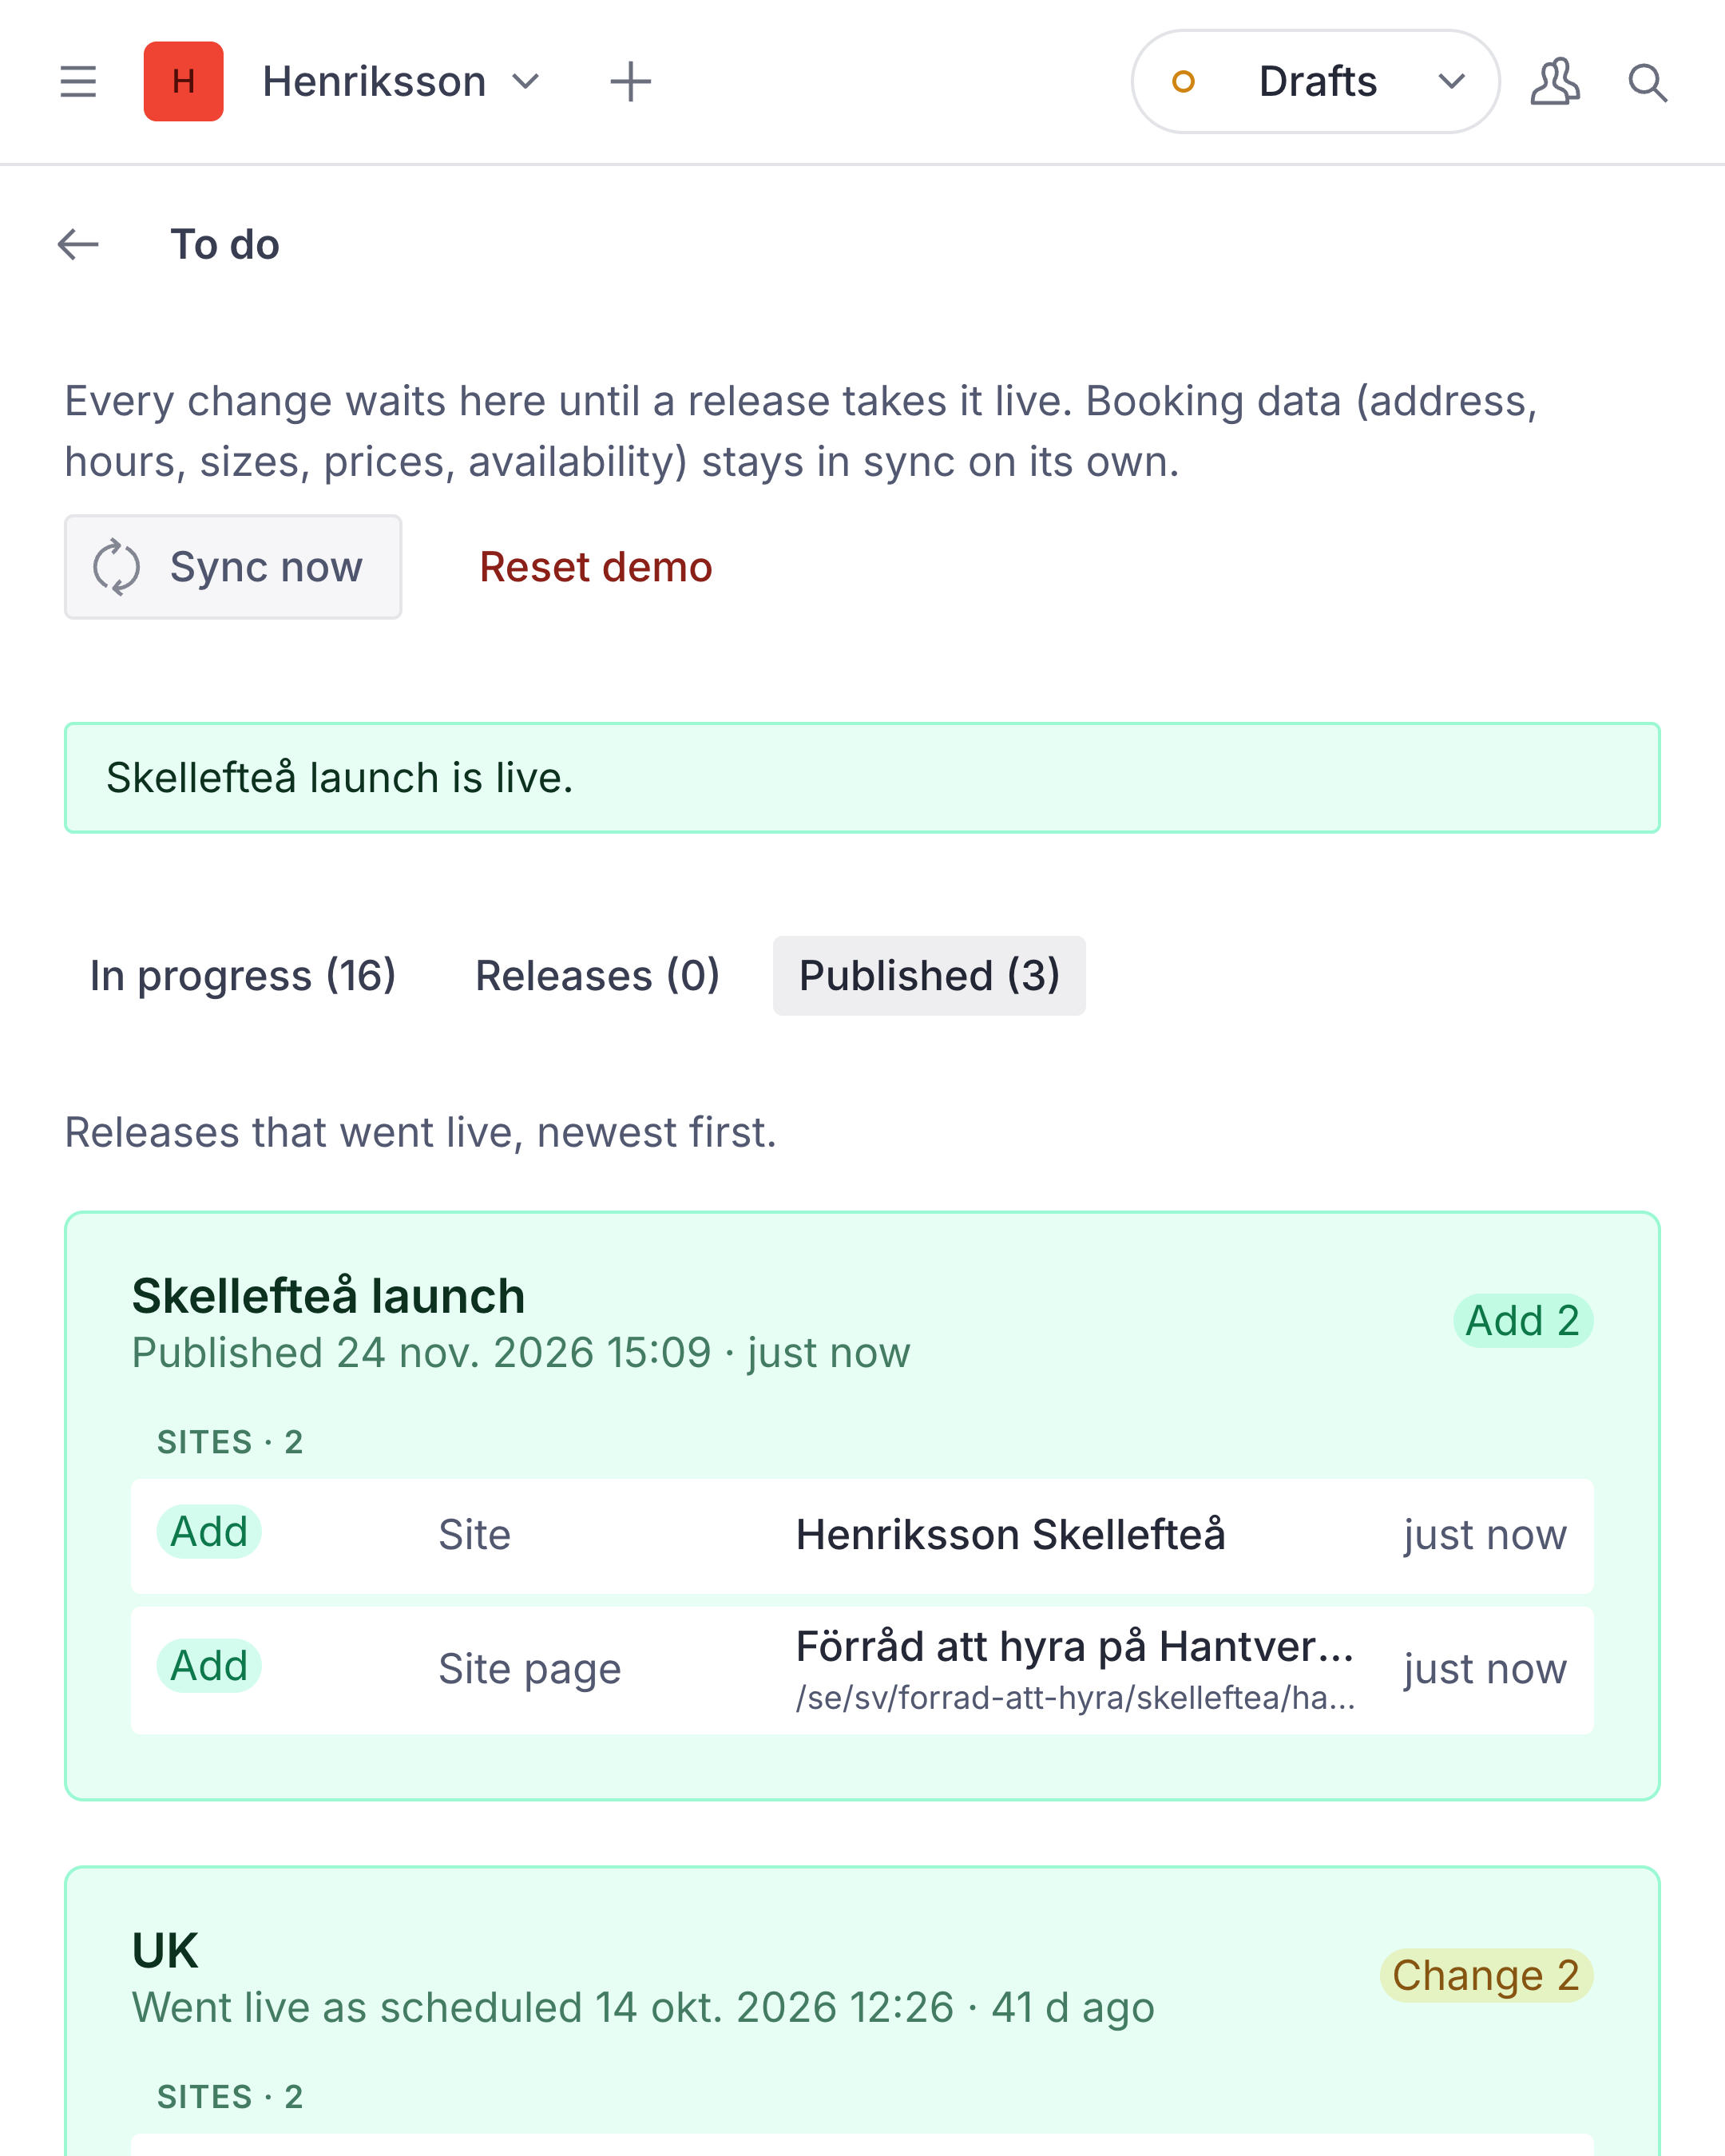 H
Henriksson
Drafts
To do
Every change waits here until a release takes it live. Booking data (address,
hours, sizes, prices, availability) stays in sync on its own.
Sync now
Reset demo
Skellefteå launch is live.
In progress (16)
Releases (0)
Published (3)
Releases that went live, newest first.
Skellefteå launch
Add 2
Published 24 nov. 2026 15:09 · just now
SITES · 2
Add Site Henriksson Skellefteå just now
Add Site page Förråd att hyra på Hantver... just now
/se/sv/forrad-att-hyra/skelleftea/ha...
UK
Change 2
Went live as scheduled 14 okt. 2026 12:26 · 41 d ago
SITES · 2